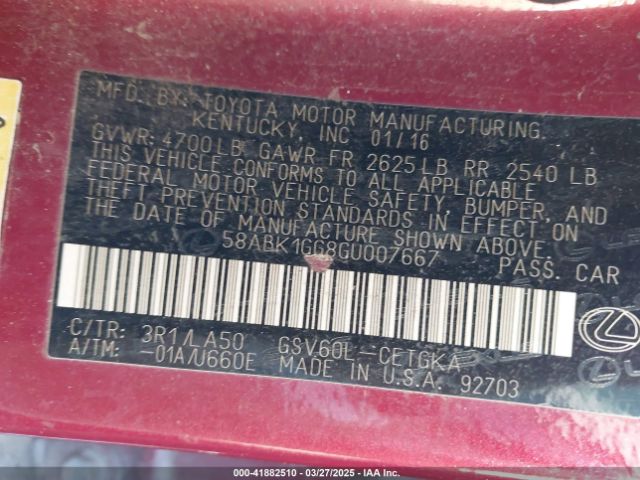 MFD. BY: TOYOTA MOTOR MANUFACTURING,
KENTUCKY, INC 01/16
GVWR: 4700LB GAWR FR 2625LB RR 2540 LB
THIS VEHICLE CONFORMS TO ALL APPLICABLE
FEDERAL MOTOR VEHICLE SAFETY, BUMPER, AND
THEFT PREVENTION STANDARDS IN EFFECT ON
THE DATE OF MANUFACTURE SHOWN ABOVE.
58ABK1GG8GU007667 PASS. CAR
C/TR: 3R1/LA50 GSV60L-CETGKA
A/TM: -01A/U660E MADE IN U.S.A. 92703
000-41882510 | 03/27/2025 | IAA Inc.